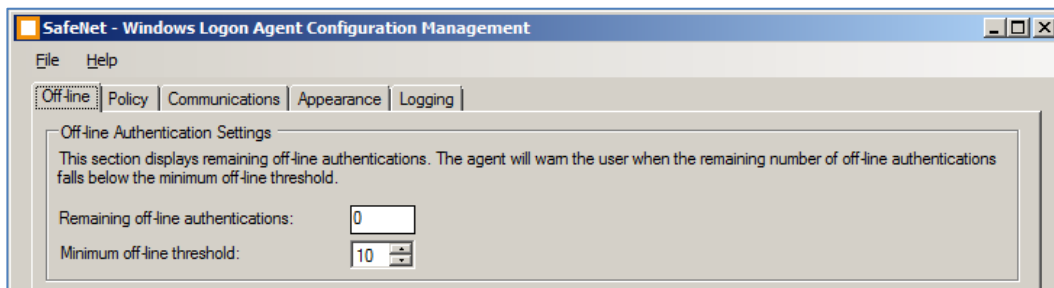 SafeNet - Windows Logon Agent Configuration Management
File Help
Off-line Policy Communications Appearance Logging
Off-line Authentication Settings
This section displays remaining off-line authentications. The agent will warn the user when the remaining number of off-line authentications
falls below the minimum off-line threshold.
Remaining off-line authentications: 0
Minimum off-line threshold: 10